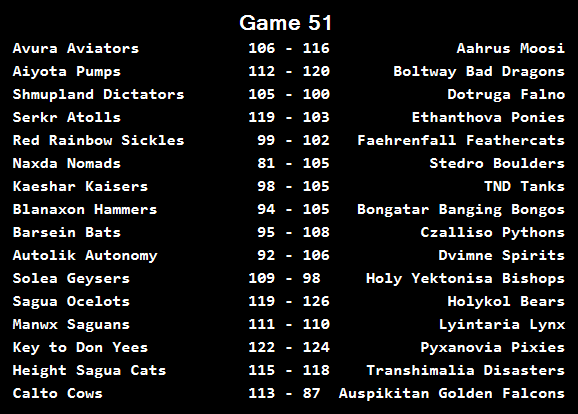 Game 51
Avura Aviators 106 - 116 Aahrus Moosi
Aiyota Pumps 112 - 120 Boltway Bad Dragons
Shmupland Dictators 105 - 100 Dotruga Falno
Serkr Atolls 119 - 103 Ethanthova Ponies
Red Rainbow Sickles 99 - 102 Faehrenfall Feathercats
Naxda Nomads 81 - 105 Stedro Boulders
Kaeshar Kaisers 98 - 105 TND Tanks
Blanaxon Hammers 94 - 105 Bongatar Banging Bongos
Barsein Bats 95 - 108 Czalliso Pythons
Autolik Autonomy 92 - 106 Dvimne Spirits
Solea Geysers 109 - 98 Holy Yektonisa Bishops
Sagua Ocelots 119 - 126 Holykol Bears
Manwx Saguans 111 - 110 Lyintaria Lynx
Key to Don Yees 122 - 124 Pyxanovia Pixies
Height Sagua Cats 115 - 118 Transhimalia Disasters
Calto Cows 113 - 87 Auspikitan Golden Falcons